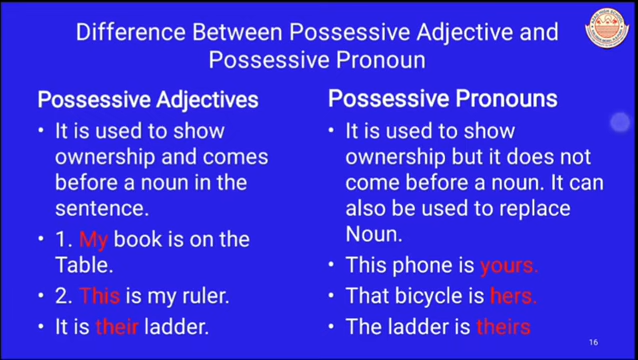 Difference Between Possessive Adjective and
Possessive Pronoun
Possessive Adjectives
• It is used to show
ownership and comes
before a noun in the
sentence.
• 1. My book is on the
Table.
• 2. This is my ruler.
• It is their ladder.
Possessive Pronouns
• It is used to show
ownership but it does not
come before a noun. It can
also be used to replace
Noun.
• This phone is yours.
• That bicycle is hers.
• The ladder is theirs
16